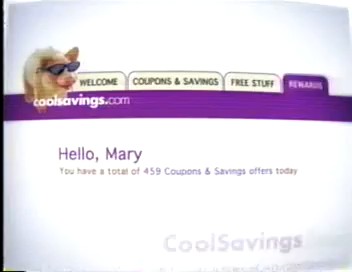 WELCOME
COUPONS & SAVINGS
FREE STUFF
REWARDS
coolsavings.com
Hello, Mary
You have a total of 459 Coupons & Savings offers today
CoolSavings